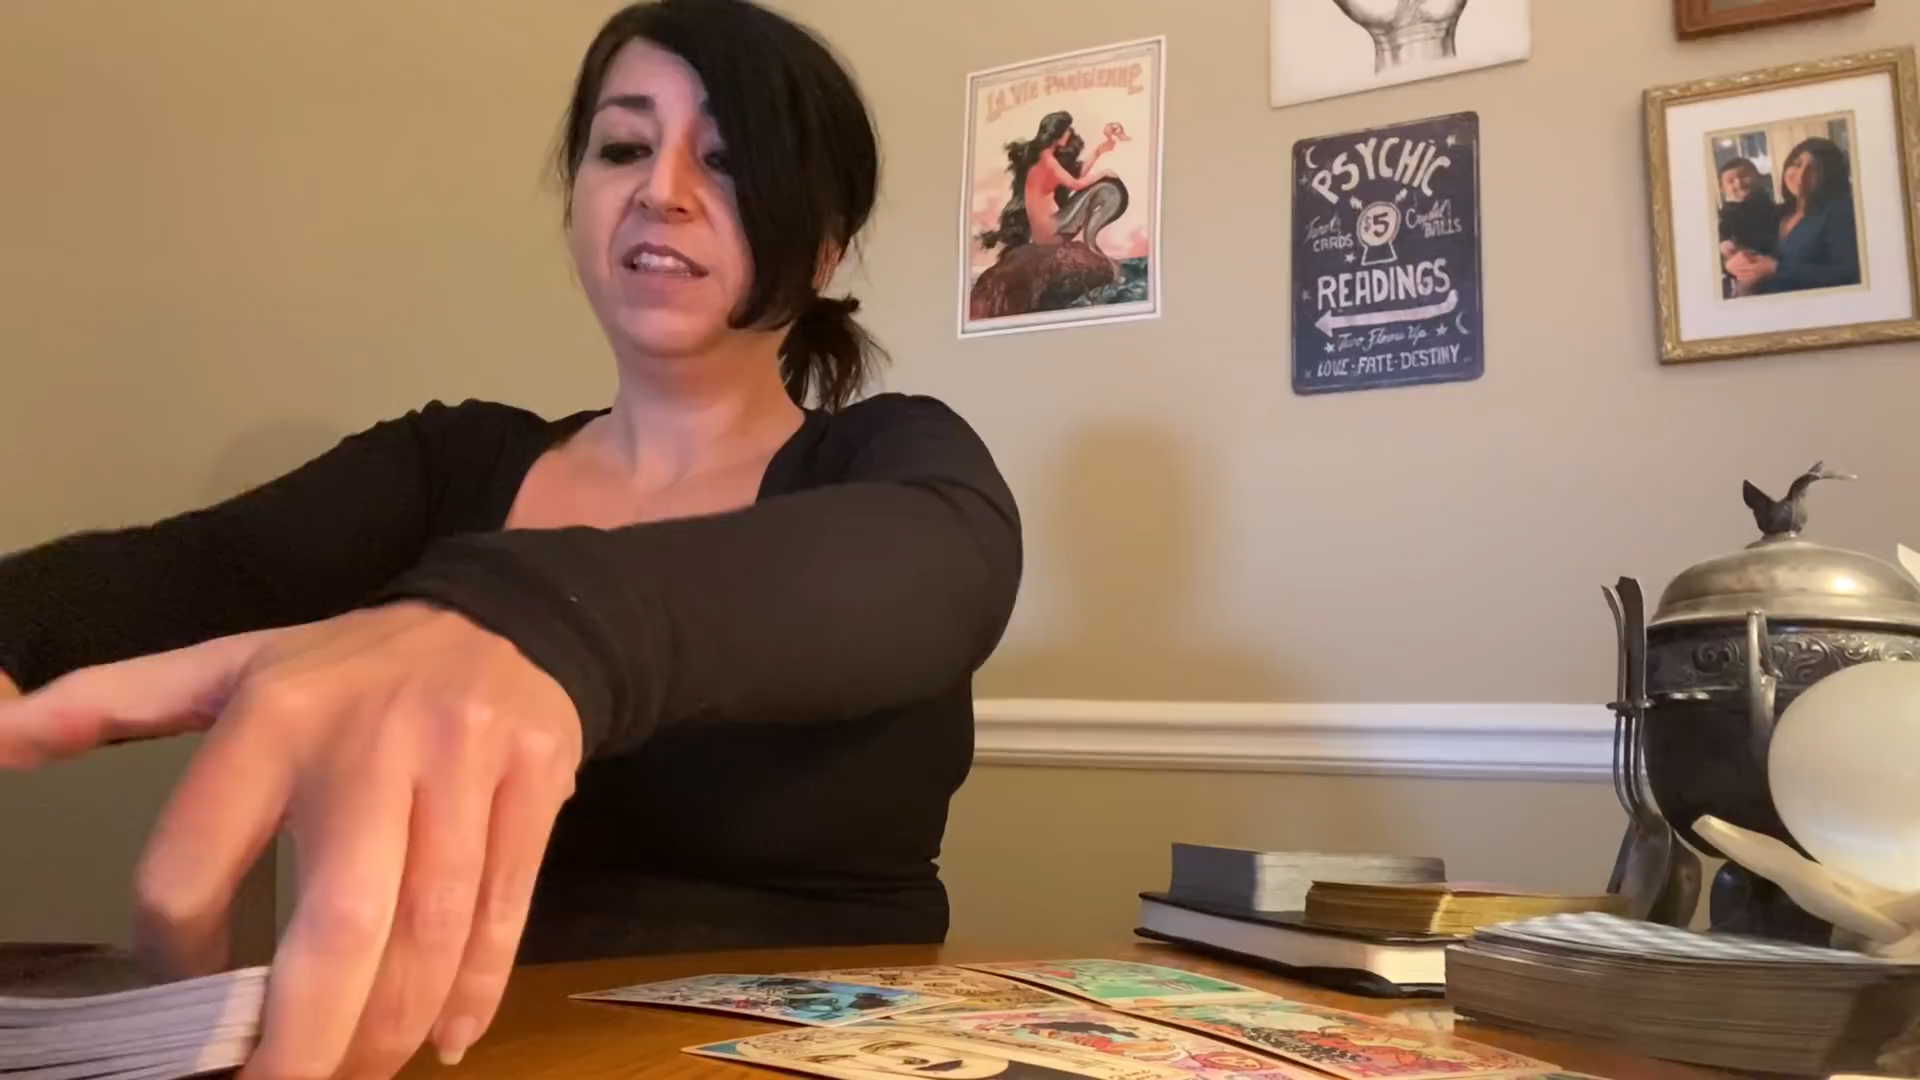 LA VIE PARISIENNE
PSYCHIC
Tarot CARDS
$5
Crystal BALLS
READINGS
Two Floors Up
LOVE · FATE · DESTINY